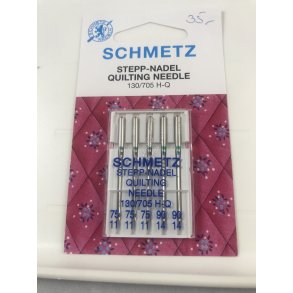 35,-
SCHMETZ
STEPP-NADEL
QUILTING NEEDLE
130/705 H-Q
SCHMETZ
STEPP-NADEL
QUILTING
NEEDLE
130/705 H-Q
75 75 75 90 90
11 11 11 14 14